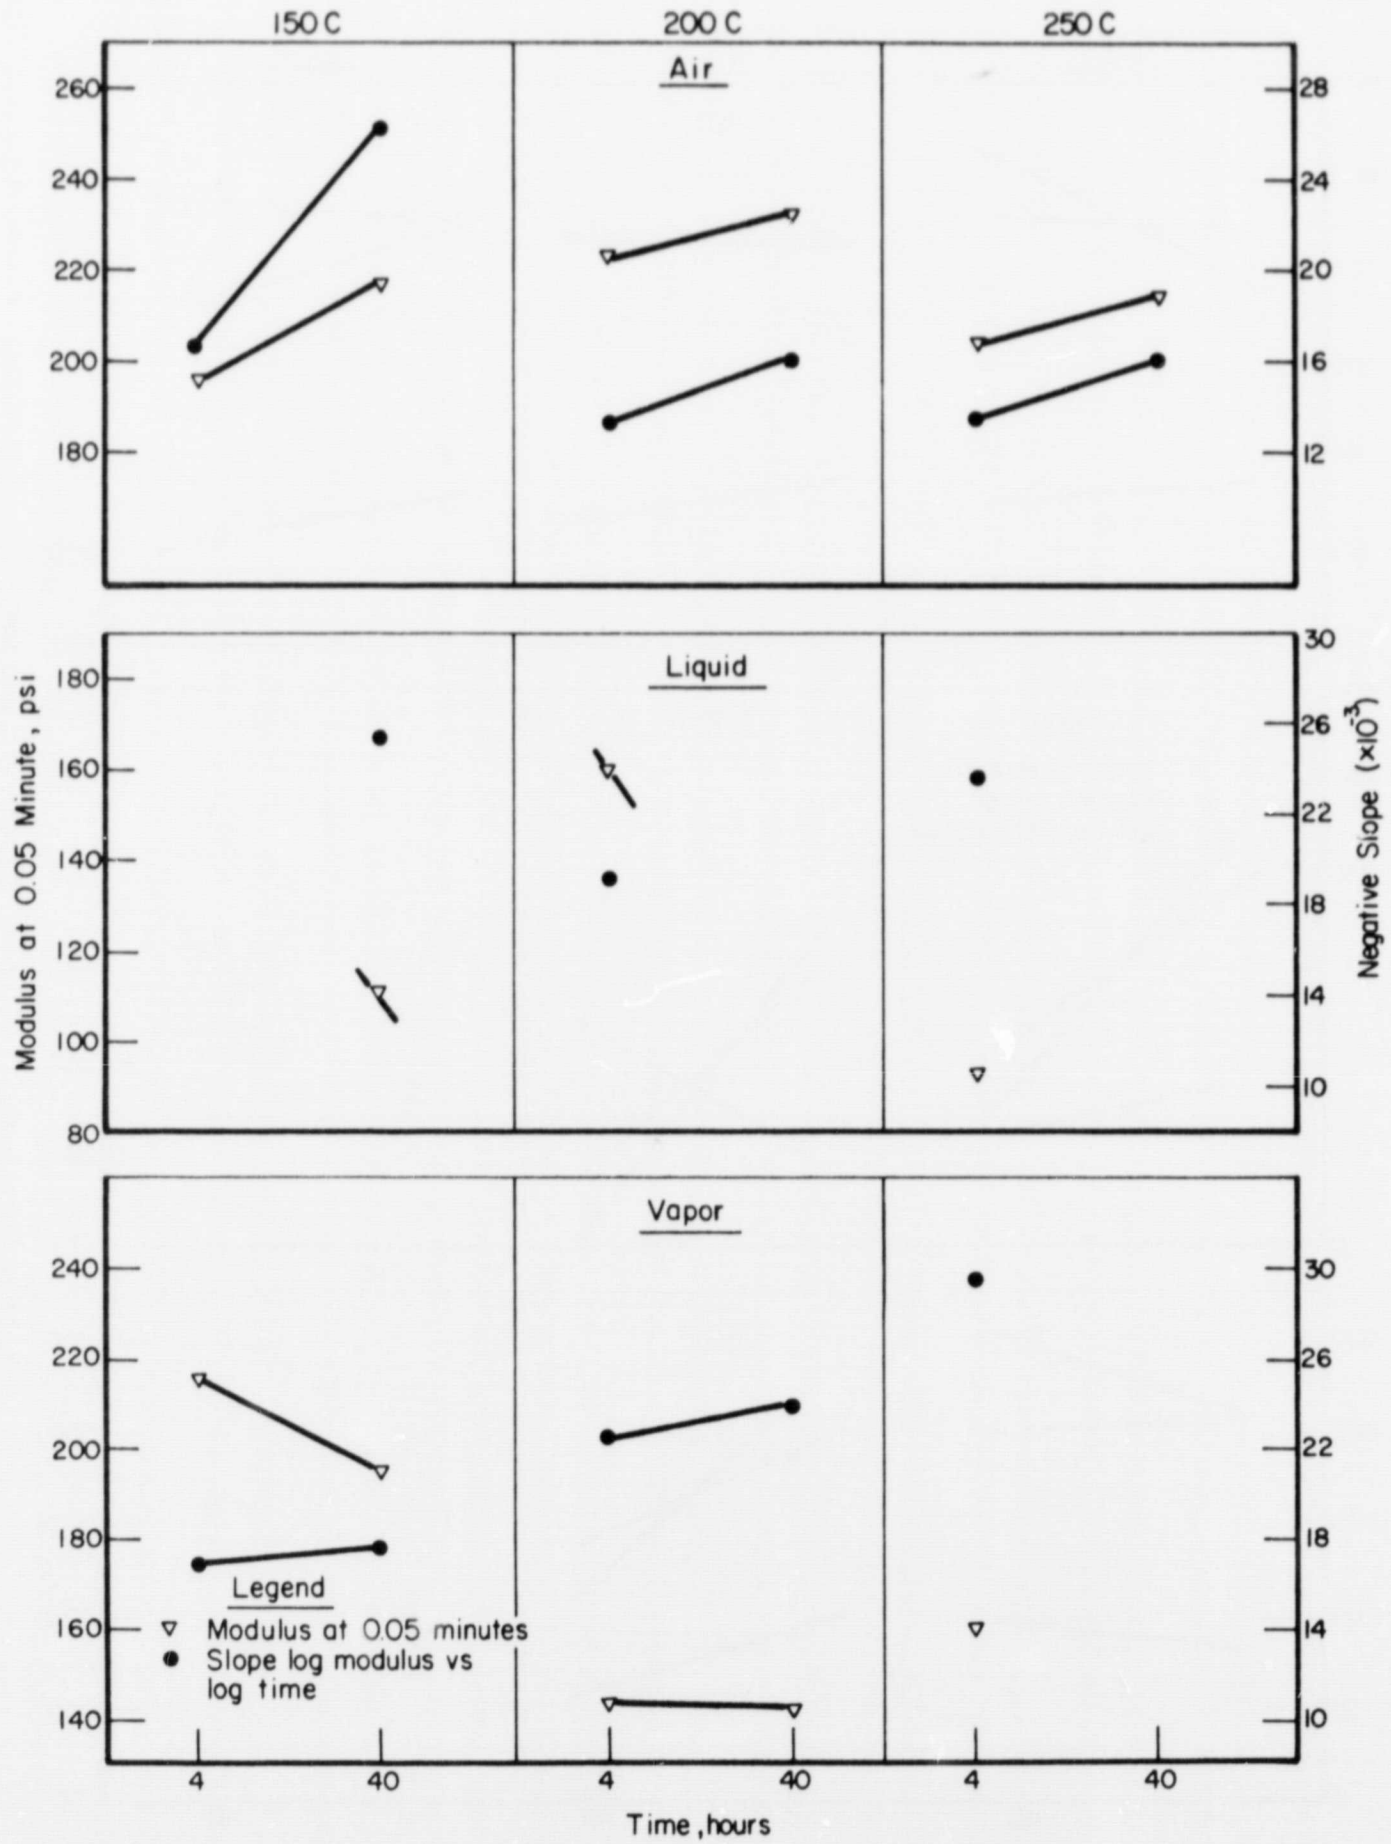 150 C 200 C 250 C
Air
260 28
240 24
220 20
200 16
180 12
Modulus at 0.05 Minute, psi
Negative Slope (×10⁻³)
Liquid
30
180
26
160
22
140
18
120
14
100
10
80
Vapor
240 30
220 26
200 22
180 18
Legend
160 14
▽ Modulus at 0.05 minutes
● Slope log modulus vs
log time
140 10
4 40 4 40 4 40
Time, hours